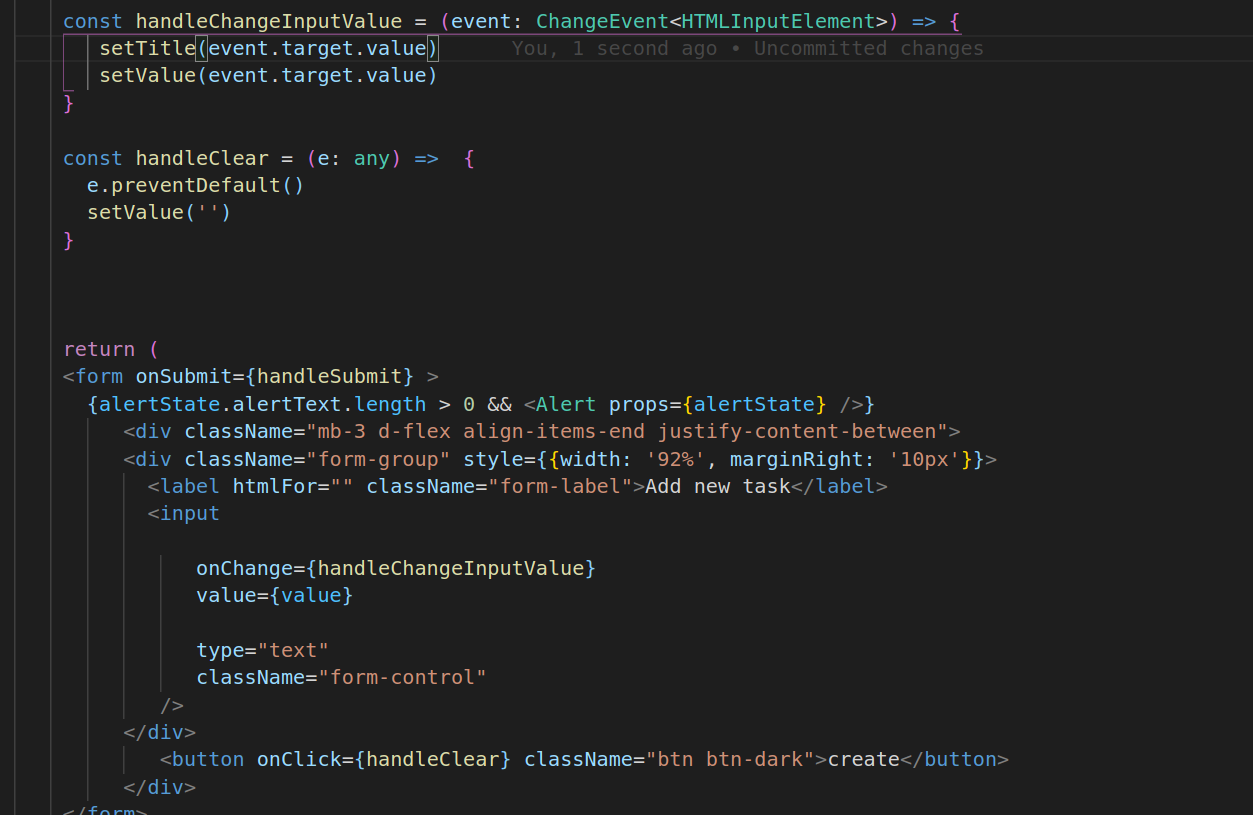 const handleChangeInputValue = (event: ChangeEvent<HTMLInputElement>) => {
setTitle(event.target.value) You, 1 second ago • Uncommitted changes
setValue(event.target.value)
}
const handleClear = (e: any) => {
e.preventDefault()
setValue('')
}
return (
<form onSubmit={handleSubmit} >
{alertState.alertText.length > 0 && <Alert props={alertState} />}
<div className="mb-3 d-flex align-items-end justify-content-between">
<div className="form-group" style={{width: '92%', marginRight: '10px'}}>
<label htmlFor="" className="form-label">Add new task</label>
<input
onChange={handleChangeInputValue}
value={value}
type="text"
className="form-control"
/>
</div>
<button onClick={handleClear} className="btn btn-dark">create</button>
</div>
</form>